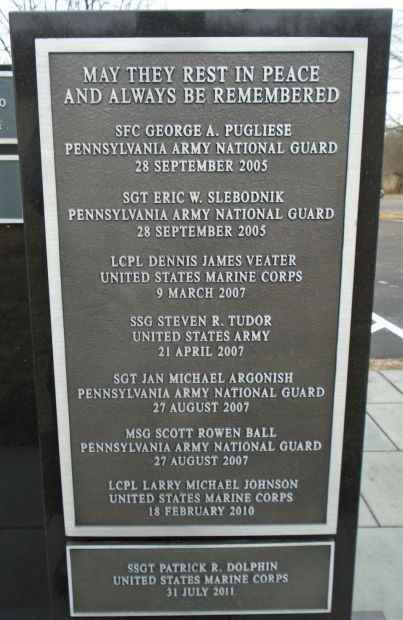 MAY THEY REST IN PEACE
AND ALWAYS BE REMEMBERED
SFC GEORGE A. PUGLIESE
PENNSYLVANIA ARMY NATIONAL GUARD
28 SEPTEMBER 2005
SGT ERIC W. SLEBODNIK
PENNSYLVANIA ARMY NATIONAL GUARD
28 SEPTEMBER 2005
LCPL DENNIS JAMES VEATER
UNITED STATES MARINE CORPS
9 MARCH 2007
SSG STEVEN R. TUDOR
UNITED STATES ARMY
21 APRIL 2007
SGT JAN MICHAEL ARGONISH
PENNSYLVANIA ARMY NATIONAL GUARD
27 AUGUST 2007
MSG SCOTT ROWEN BALL
PENNSYLVANIA ARMY NATIONAL GUARD
27 AUGUST 2007
LCPL LARRY MICHAEL JOHNSON
UNITED STATES MARINE CORPS
18 FEBRUARY 2010
SSGT PATRICK R. DOLPHIN
UNITED STATES MARINE CORPS
31 JULY 2011